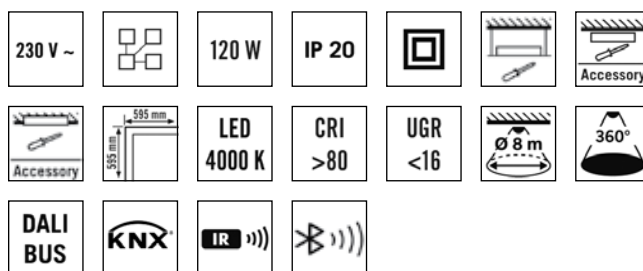 230 V ~
120 W
IP 20
Accessory
Accessory
595 mm
595 mm
LED
4000 K
CRI
>80
UGR
<16
Ø 8 m
360°
DALI
BUS
KNX®
IR